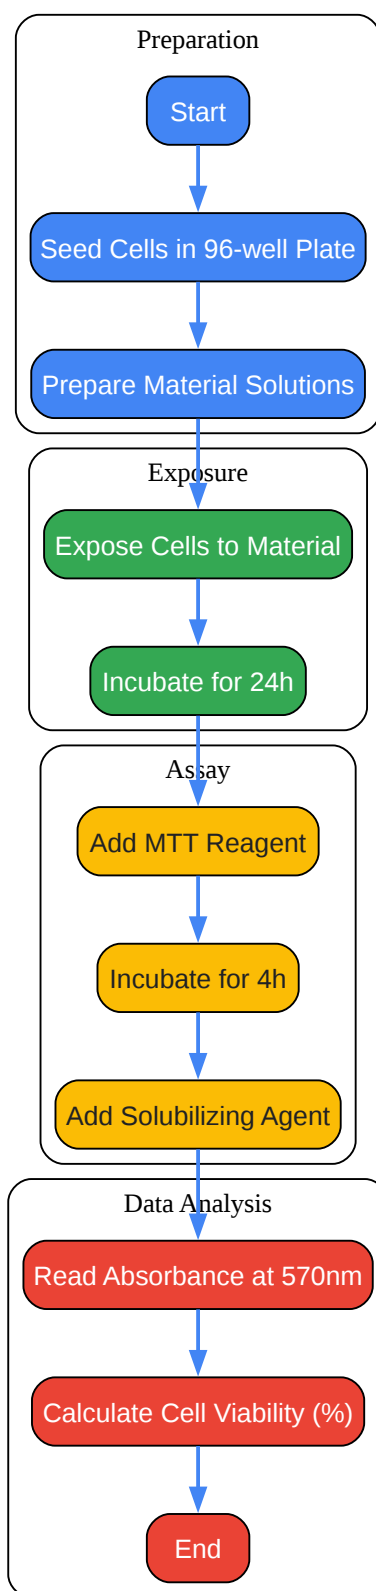 Preparation
Start
Seed Cells in 96-well Plate
Prepare Material Solutions
Exposure
Expose Cells to Material
Incubate for 24h
Assay
Add MTT Reagent
Incubate for 4h
Add Solubilizing Agent
Data Analysis
Read Absorbance at 570nm
Calculate Cell Viability (%)
End